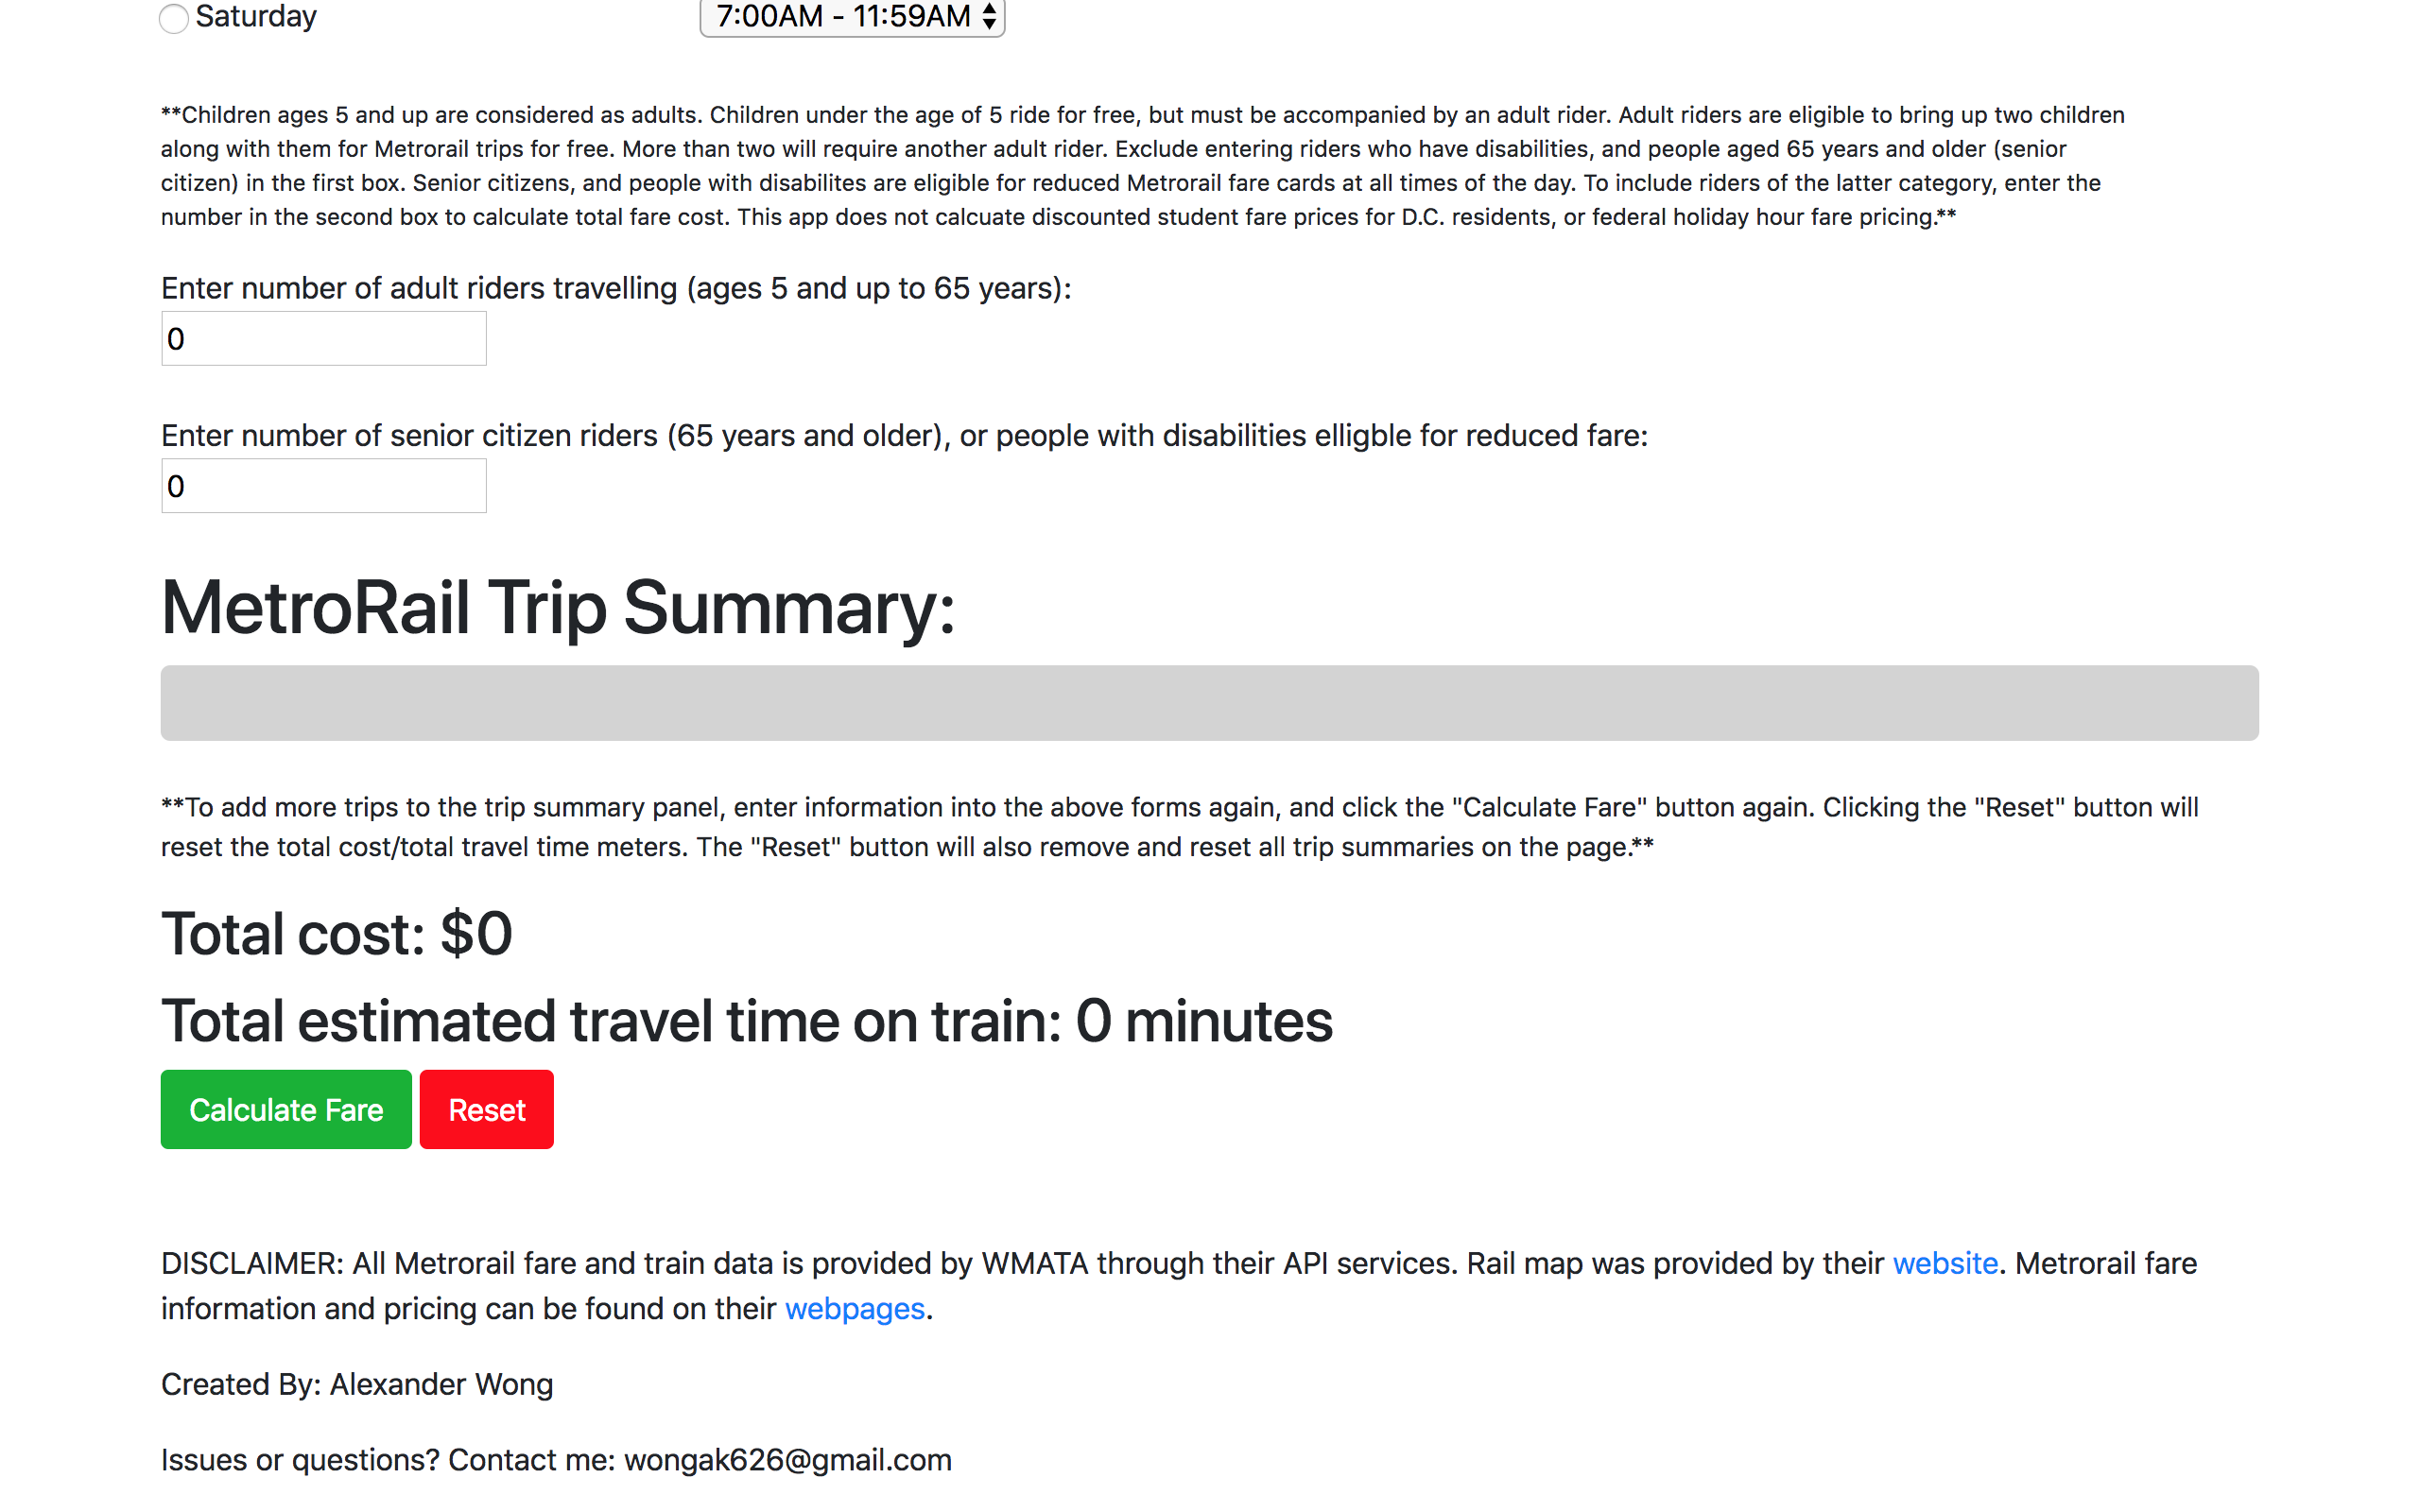 Saturday 7:00AM - 11:59AM
**Children ages 5 and up are considered as adults. Children under the age of 5 ride for free, but must be accompanied by an adult rider. Adult riders are eligible to bring up two children
along with them for Metrorail trips for free. More than two will require another adult rider. Exclude entering riders who have disabilities, and people aged 65 years and older (senior
citizen) in the first box. Senior citizens, and people with disabilites are eligible for reduced Metrorail fare cards at all times of the day. To include riders of the latter category, enter the
number in the second box to calculate total fare cost. This app does not calcuate discounted student fare prices for D.C. residents, or federal holiday hour fare pricing.**
Enter number of adult riders travelling (ages 5 and up to 65 years):
0
Enter number of senior citizen riders (65 years and older), or people with disabilities elligble for reduced fare:
0
MetroRail Trip Summary:
**To add more trips to the trip summary panel, enter information into the above forms again, and click the "Calculate Fare" button again. Clicking the "Reset" button will
reset the total cost/total travel time meters. The "Reset" button will also remove and reset all trip summaries on the page.**
Total cost: $0
Total estimated travel time on train: 0 minutes
Calculate Fare Reset
DISCLAIMER: All Metrorail fare and train data is provided by WMATA through their API services. Rail map was provided by their website. Metrorail fare
information and pricing can be found on their webpages.
Created By: Alexander Wong
Issues or questions? Contact me: wongak626@gmail.com